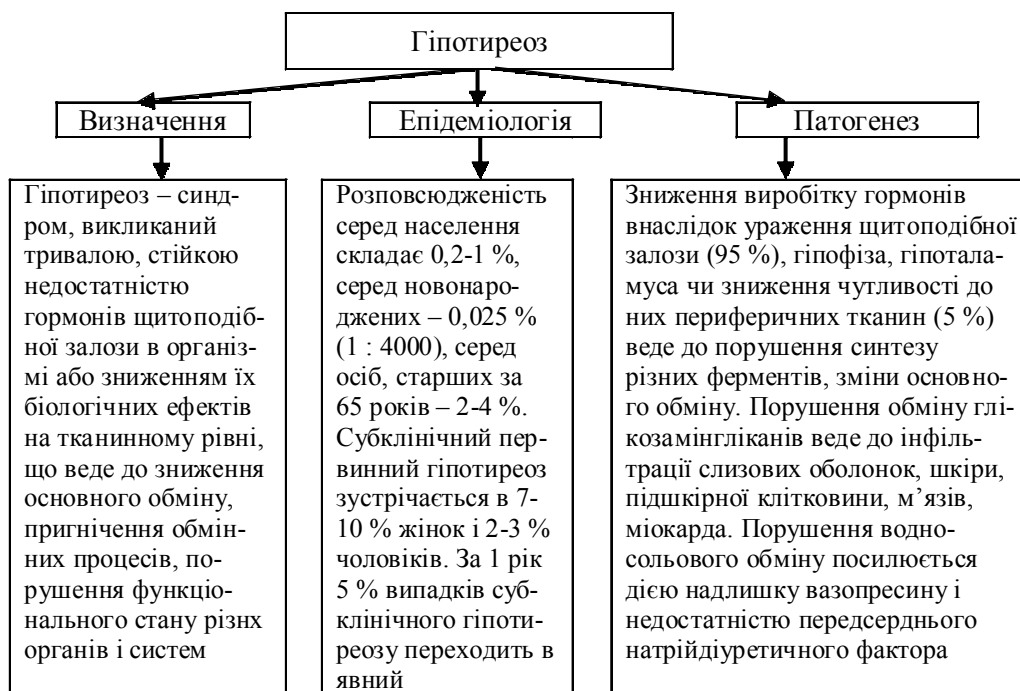 Гіпотиреоз
Визначення
Епідеміологія
Патогенез
Гіпотиреоз – синд-
ром, викликаний
тривалою, стійкою
недостатністю
гормонів щитоподіб-
ної залози в організ-
мі або зниженням їх
біологічних ефектів
на тканинному рівні,
що веде до зниження
основного обміну,
пригнічення обмін-
них процесів, по-
рушення функціо-
нального стану різнх
органів і систем
Розповсюдженість
серед населення
складає 0,2-1 %,
серед новонаро-
джених – 0,025 %
(1 : 4000), серед
осіб, старших за
65 років – 2-4 %.
Субклінічний пер-
винний гіпотиреоз
зустрічається в 7-
10 % жінок і 2-3 %
чоловіків. За 1 рік
5 % випадків суб-
клінічного гіпоти-
реозу переходить в
явний
Зниження виробітку гормонів
внаслідок ураження щитоподібної
залози (95 %), гіпофіза, гіпотала-
муса чи зниження чутливості до
них периферичних тканин (5 %)
веде до порушення синтезу
різних ферментів, зміни основно-
го обміну. Порушення обміну глі-
козамінгліканів веде до інфіль-
трації слизових оболонок, шкіри,
підшкірної клітковини, м’язів,
міокарда. Порушення водно-
сольового обміну посилюється
дією надлишку вазопресину і
недостатністю передсерднього
натрійдіуретичного фактора